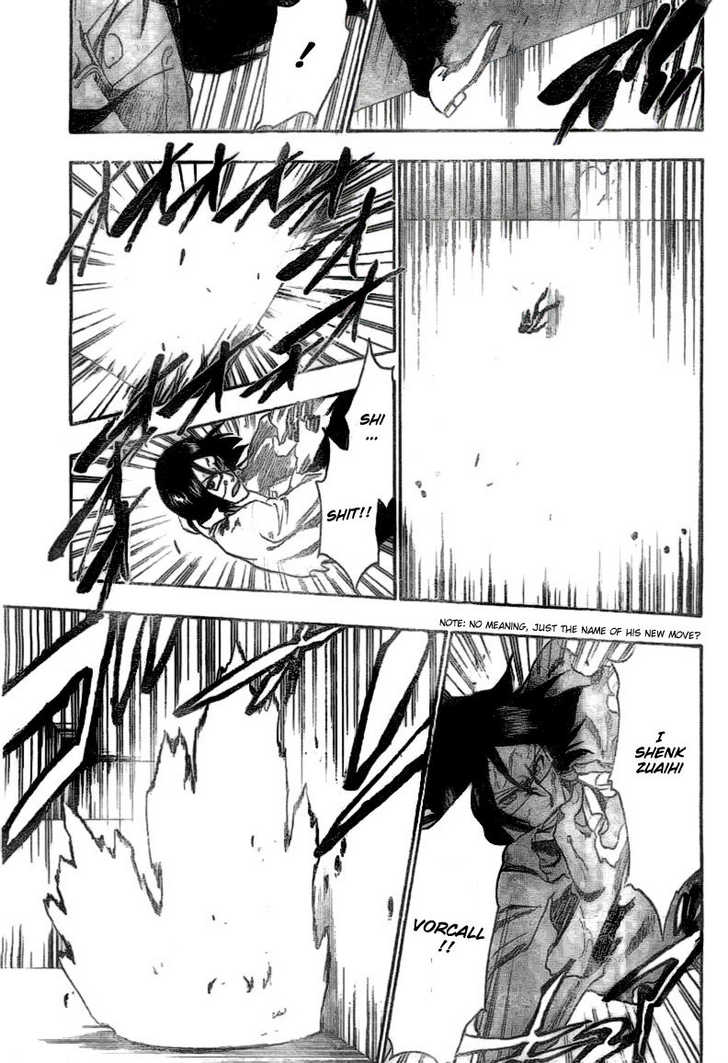 !
SHI
...
SHIT!!
NOTE: NO MEANING, JUST THE NAME OF HIS NEW MOVE?
I
SHENK
ZUAIHI
VORCALL
!!